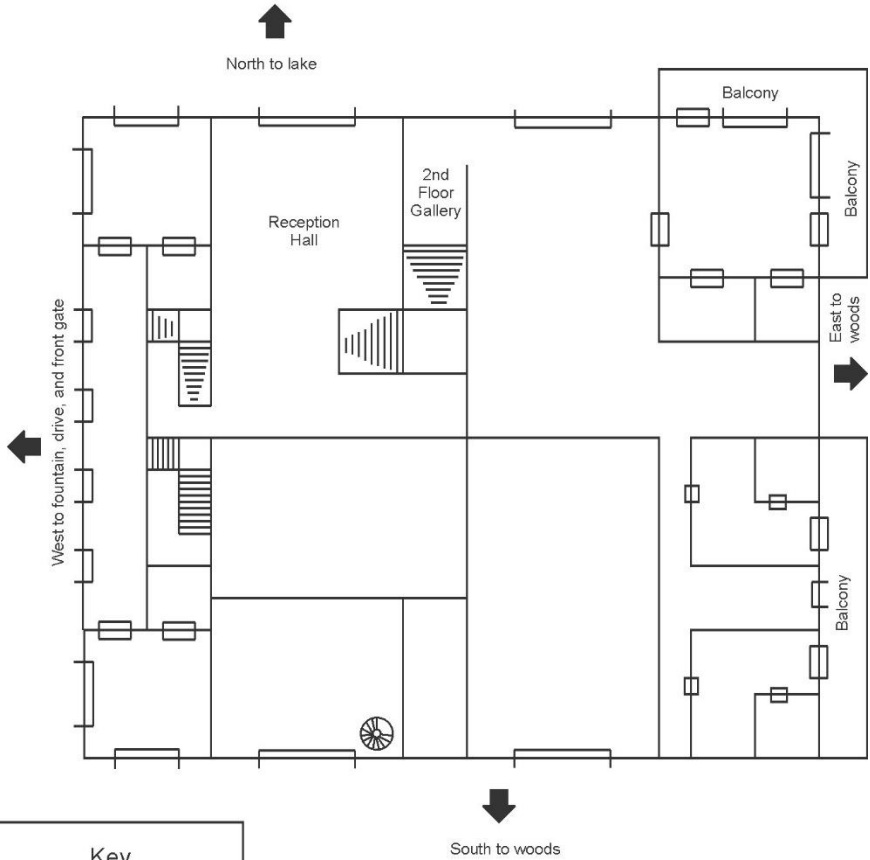 North to lake
Balcony
2nd
Floor
Gallery
Reception
Hall
Balcony
West to fountain, drive, and front gate
East to
woods
Balcony
South to woods
Key